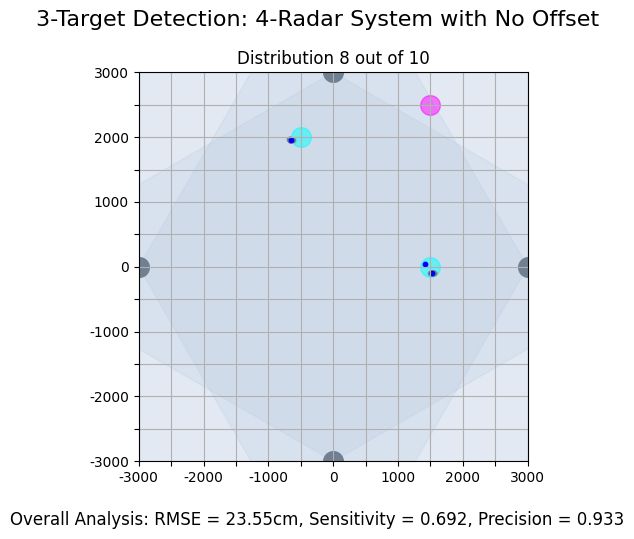 3-Target Detection: 4-Radar System with No Offset
Distribution 8 out of 10
3000
2000
1000
0
-1000
-2000
-3000
-3000 -2000 -1000 0 1000 2000 3000
Overall Analysis: RMSE = 23.55cm, Sensitivity = 0.692, Precision = 0.933